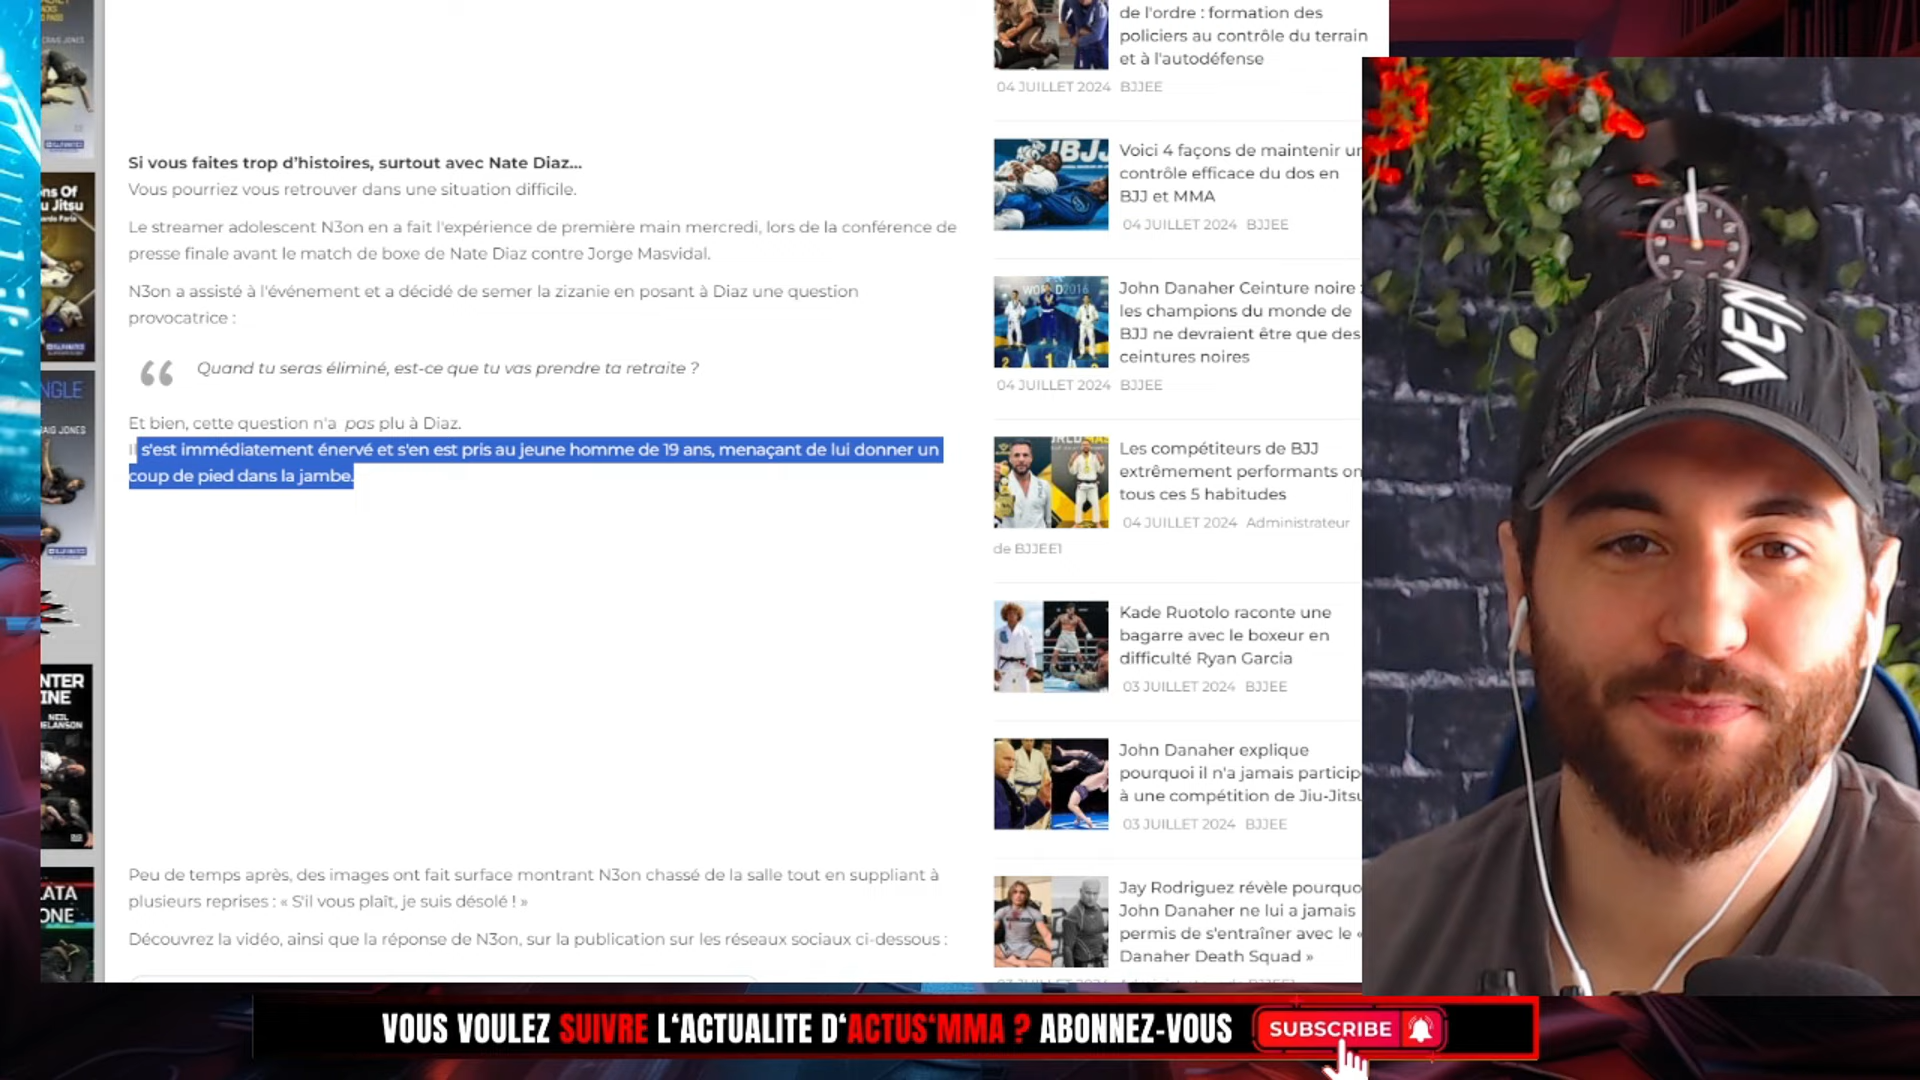 Si vous faites trop d'histoires, surtout avec Nate Diaz...
Vous pourriez vous retrouver dans une situation difficile.
Le streamer adolescent N3on en a fait l'expérience de première main mercredi, lors de la conférence de
presse finale avant le match de boxe de Nate Diaz contre Jorge Masvidal.
N3on a assisté à l'événement et a décidé de semer la zizanie en posant à Diaz une question
provocatrice :
Quand tu seras éliminé, est-ce que tu vas prendre ta retraite ?
Et bien, cette question n'a pas plu à Diaz.
Il s'est immédiatement énervé et s'en est pris au jeune homme de 19 ans, menaçant de lui donner un
coup de pied dans la jambe.
Peu de temps après, des images ont fait surface montrant N3on chassé de la salle tout en suppliant à
plusieurs reprises : « S'il vous plaît, je suis désolé ! »
Découvrez la vidéo, ainsi que la réponse de N3on, sur la publication sur les réseaux sociaux ci-dessous :
de l'ordre : formation des
policiers au contrôle du terrain
et à l'autodéfense
04 JUILLET 2024 BJJEE
Voici 4 façons de maintenir un
contrôle efficace du dos en
BJJ et MMA
04 JUILLET 2024 BJJEE
John Danaher Ceinture noire :
les champions du monde de
BJJ ne devraient être que des
ceintures noires
04 JUILLET 2024 BJJEE
Les compétiteurs de BJJ
extrêmement performants on
tous ces 5 habitudes
04 JUILLET 2024 Administrateur
de BJJEE1
Kade Ruotolo raconte une
bagarre avec le boxeur en
difficulté Ryan Garcia
03 JUILLET 2024 BJJEE
John Danaher explique
pourquoi il n'a jamais particip
à une compétition de Jiu-Jitsu
03 JUILLET 2024 BJJEE
Jay Rodriguez révèle pourquo
John Danaher ne lui a jamais
permis de s'entraîner avec le «
Danaher Death Squad »
VEN
ns Of
u Jitsu
NGLE
AIG JONES
NTER
INE
NEIL
ELANSON
ATA
ONE
VOUS VOULEZ SUIVRE L'ACTUALITE D'ACTUS'MMA ? ABONNEZ-VOUS
SUBSCRIBE